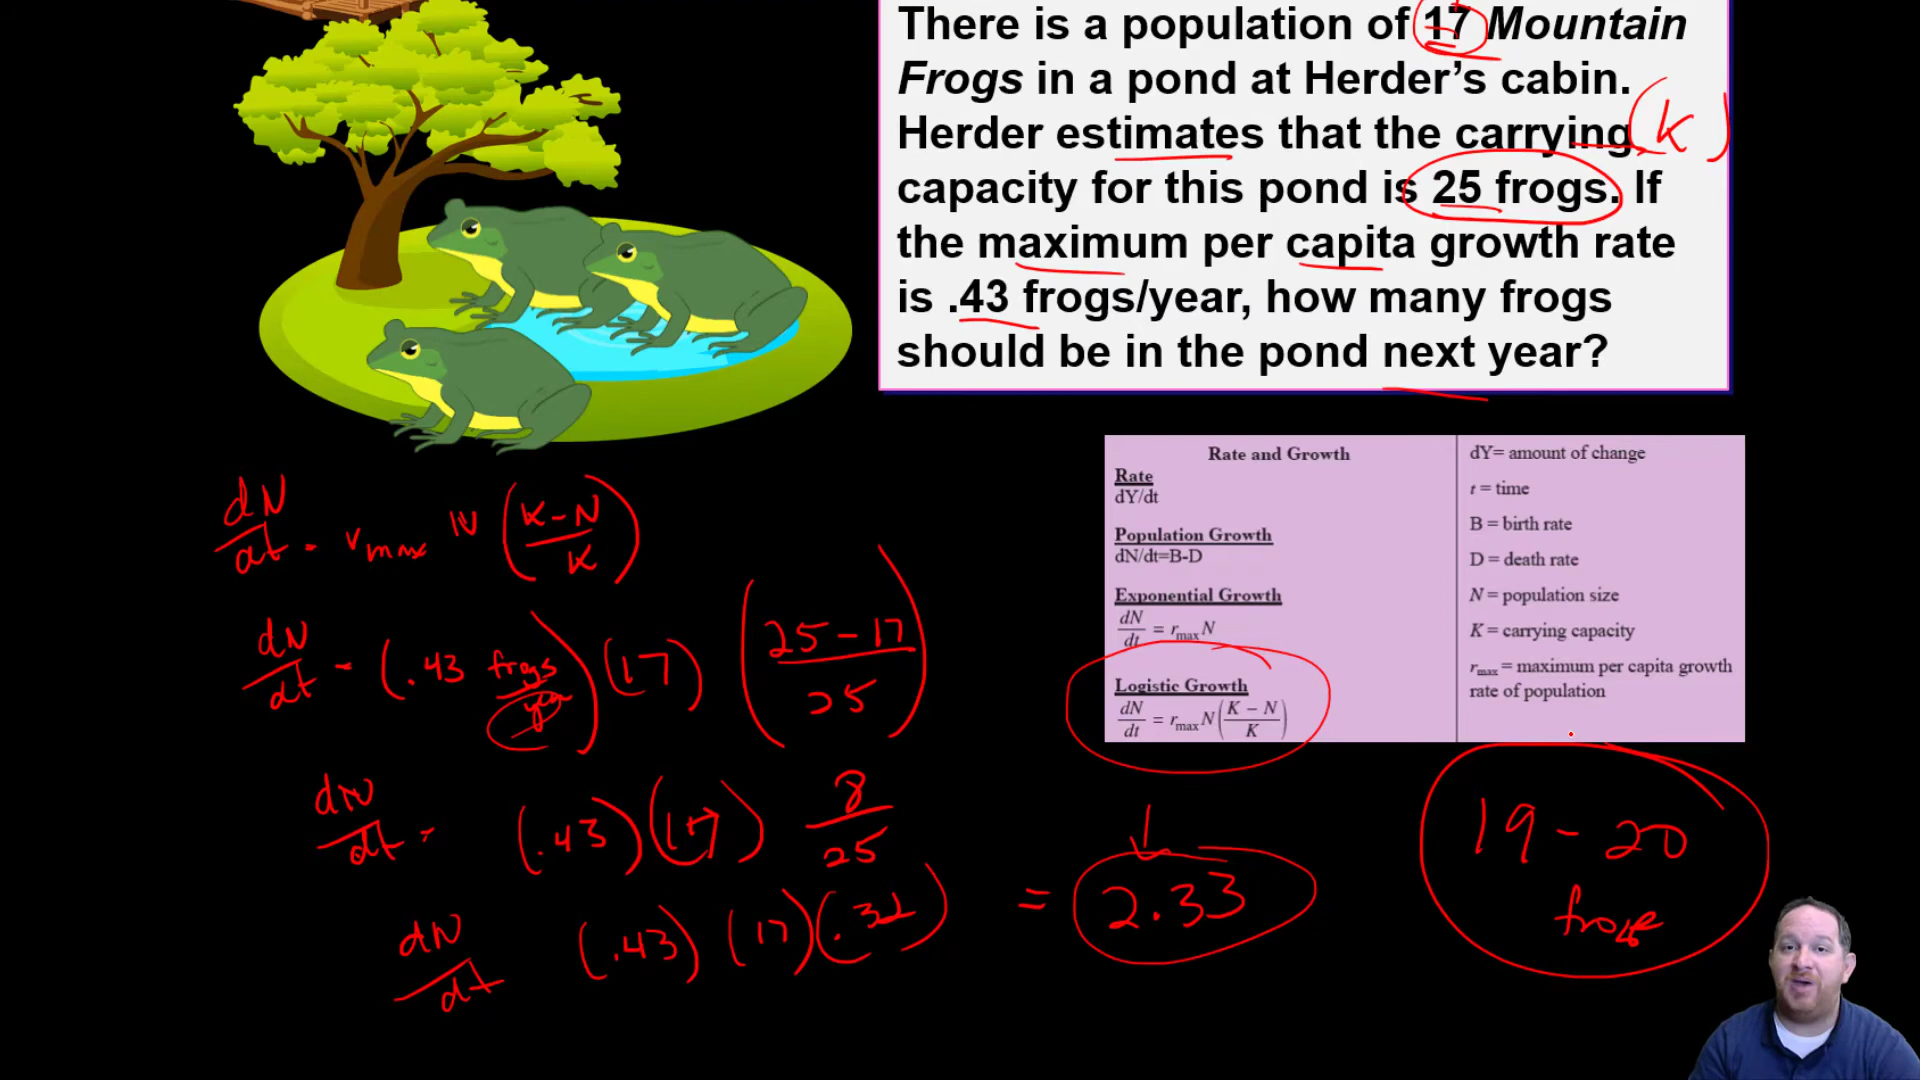 There is a population of 17 Mountain
Frogs in a pond at Herder's cabin.
Herder estimates that the carrying (K)
capacity for this pond is 25 frogs. If
the maximum per capita growth rate
is .43 frogs/year, how many frogs
should be in the pond next year?
Rate and Growth
Rate
dY/dt
Population Growth
dN/dt=B-D
Exponential Growth
dN/dt = rmax N
Logistic Growth
dN/dt = rmax N (K − N / K)
dY= amount of change
t = time
B = birth rate
D = death rate
N = population size
K = carrying capacity
rmax = maximum per capita growth
rate of population
dN/dt = rmax N (K-N/K)
dN/dt = (.43 frogs/year) (17) (25-17/25)
dN/dt = (.43) (17) 8/25
dN/dt (.43) (17) (.32) = 2.33
19-20
frogs